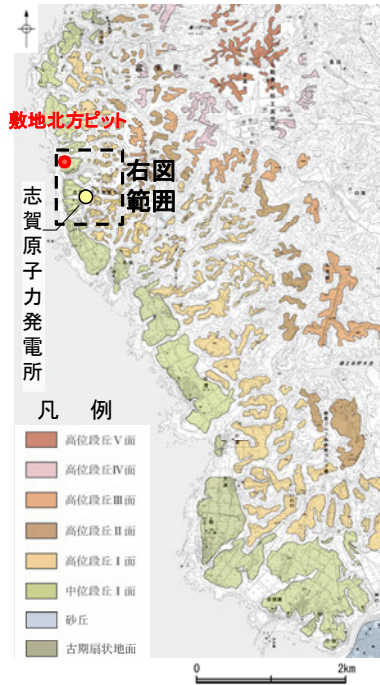 敷地北方ピット
右図
範囲
志賀原子力発電所
凡 例
高位段丘Ⅴ面
高位段丘Ⅳ面
高位段丘Ⅲ面
高位段丘Ⅱ面
高位段丘Ⅰ面
中位段丘Ⅰ面
砂丘
古期扇状地面
0 2km